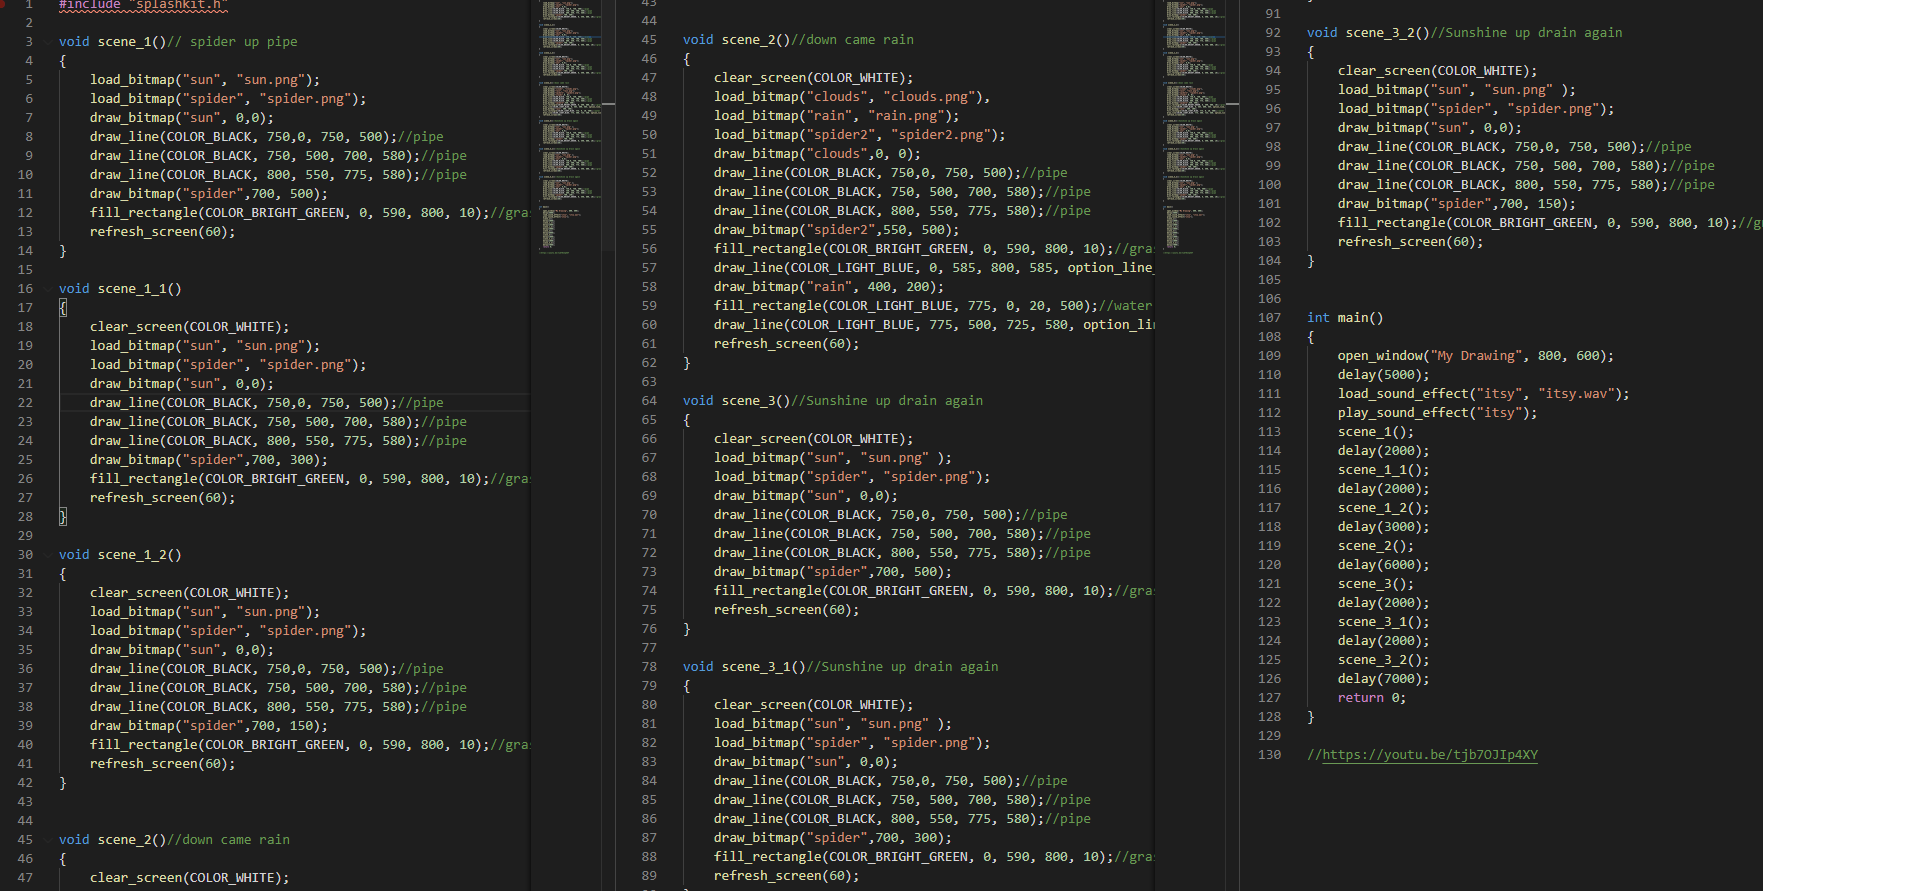 1 #include "splashkit.h"
2
3 void scene_1()// spider up pipe
4 {
5 load_bitmap("sun", "sun.png");
6 load_bitmap("spider", "spider.png");
7 draw_bitmap("sun", 0,0);
8 draw_line(COLOR_BLACK, 750,0, 750, 500);//pipe
9 draw_line(COLOR_BLACK, 750, 500, 700, 580);//pipe
10 draw_line(COLOR_BLACK, 800, 550, 775, 580);//pipe
11 draw_bitmap("spider",700, 500);
12 fill_rectangle(COLOR_BRIGHT_GREEN, 0, 590, 800, 10);//gra
13 refresh_screen(60);
14 }
15
16 void scene_1_1()
17 {
18 clear_screen(COLOR_WHITE);
19 load_bitmap("sun", "sun.png");
20 load_bitmap("spider", "spider.png");
21 draw_bitmap("sun", 0,0);
22 draw_line(COLOR_BLACK, 750,0, 750, 500);//pipe
23 draw_line(COLOR_BLACK, 750, 500, 700, 580);//pipe
24 draw_line(COLOR_BLACK, 800, 550, 775, 580);//pipe
25 draw_bitmap("spider",700, 300);
26 fill_rectangle(COLOR_BRIGHT_GREEN, 0, 590, 800, 10);//gra
27 refresh_screen(60);
28 }
29
30 void scene_1_2()
31 {
32 clear_screen(COLOR_WHITE);
33 load_bitmap("sun", "sun.png");
34 load_bitmap("spider", "spider.png");
35 draw_bitmap("sun", 0,0);
36 draw_line(COLOR_BLACK, 750,0, 750, 500);//pipe
37 draw_line(COLOR_BLACK, 750, 500, 700, 580);//pipe
38 draw_line(COLOR_BLACK, 800, 550, 775, 580);//pipe
39 draw_bitmap("spider",700, 150);
40 fill_rectangle(COLOR_BRIGHT_GREEN, 0, 590, 800, 10);//gra
41 refresh_screen(60);
42 }
43
44
45 void scene_2()//down came rain
46 {
47 clear_screen(COLOR_WHITE);
43
44
45 void scene_2()//down came rain
46 {
47 clear_screen(COLOR_WHITE);
48 load_bitmap("clouds", "clouds.png"),
49 load_bitmap("rain", "rain.png");
50 load_bitmap("spider2", "spider2.png");
51 draw_bitmap("clouds",0, 0);
52 draw_line(COLOR_BLACK, 750,0, 750, 500);//pipe
53 draw_line(COLOR_BLACK, 750, 500, 700, 580);//pipe
54 draw_line(COLOR_BLACK, 800, 550, 775, 580);//pipe
55 draw_bitmap("spider2",550, 500);
56 fill_rectangle(COLOR_BRIGHT_GREEN, 0, 590, 800, 10);//gra
57 draw_line(COLOR_LIGHT_BLUE, 0, 585, 800, 585, option_line_
58 draw_bitmap("rain", 400, 200);
59 fill_rectangle(COLOR_LIGHT_BLUE, 775, 0, 20, 500);//water
60 draw_line(COLOR_LIGHT_BLUE, 775, 500, 725, 580, option_li
61 refresh_screen(60);
62 }
63
64 void scene_3()//Sunshine up drain again
65 {
66 clear_screen(COLOR_WHITE);
67 load_bitmap("sun", "sun.png" );
68 load_bitmap("spider", "spider.png");
69 draw_bitmap("sun", 0,0);
70 draw_line(COLOR_BLACK, 750,0, 750, 500);//pipe
71 draw_line(COLOR_BLACK, 750, 500, 700, 580);//pipe
72 draw_line(COLOR_BLACK, 800, 550, 775, 580);//pipe
73 draw_bitmap("spider",700, 500);
74 fill_rectangle(COLOR_BRIGHT_GREEN, 0, 590, 800, 10);//gra
75 refresh_screen(60);
76 }
77
78 void scene_3_1()//Sunshine up drain again
79 {
80 clear_screen(COLOR_WHITE);
81 load_bitmap("sun", "sun.png" );
82 load_bitmap("spider", "spider.png");
83 draw_bitmap("sun", 0,0);
84 draw_line(COLOR_BLACK, 750,0, 750, 500);//pipe
85 draw_line(COLOR_BLACK, 750, 500, 700, 580);//pipe
86 draw_line(COLOR_BLACK, 800, 550, 775, 580);//pipe
87 draw_bitmap("spider",700, 300);
88 fill_rectangle(COLOR_BRIGHT_GREEN, 0, 590, 800, 10);//gra
89 refresh_screen(60);
91
92 void scene_3_2()//Sunshine up drain again
93 {
94 clear_screen(COLOR_WHITE);
95 load_bitmap("sun", "sun.png" );
96 load_bitmap("spider", "spider.png");
97 draw_bitmap("sun", 0,0);
98 draw_line(COLOR_BLACK, 750,0, 750, 500);//pipe
99 draw_line(COLOR_BLACK, 750, 500, 700, 580);//pipe
100 draw_line(COLOR_BLACK, 800, 550, 775, 580);//pipe
101 draw_bitmap("spider",700, 150);
102 fill_rectangle(COLOR_BRIGHT_GREEN, 0, 590, 800, 10);//g
103 refresh_screen(60);
104 }
105
106
107 int main()
108 {
109 open_window("My Drawing", 800, 600);
110 delay(5000);
111 load_sound_effect("itsy", "itsy.wav");
112 play_sound_effect("itsy");
113 scene_1();
114 delay(2000);
115 scene_1_1();
116 delay(2000);
117 scene_1_2();
118 delay(3000);
119 scene_2();
120 delay(6000);
121 scene_3();
122 delay(2000);
123 scene_3_1();
124 delay(2000);
125 scene_3_2();
126 delay(7000);
127 return 0;
128 }
129
130 //https://youtu.be/tjb7OJIp4XY